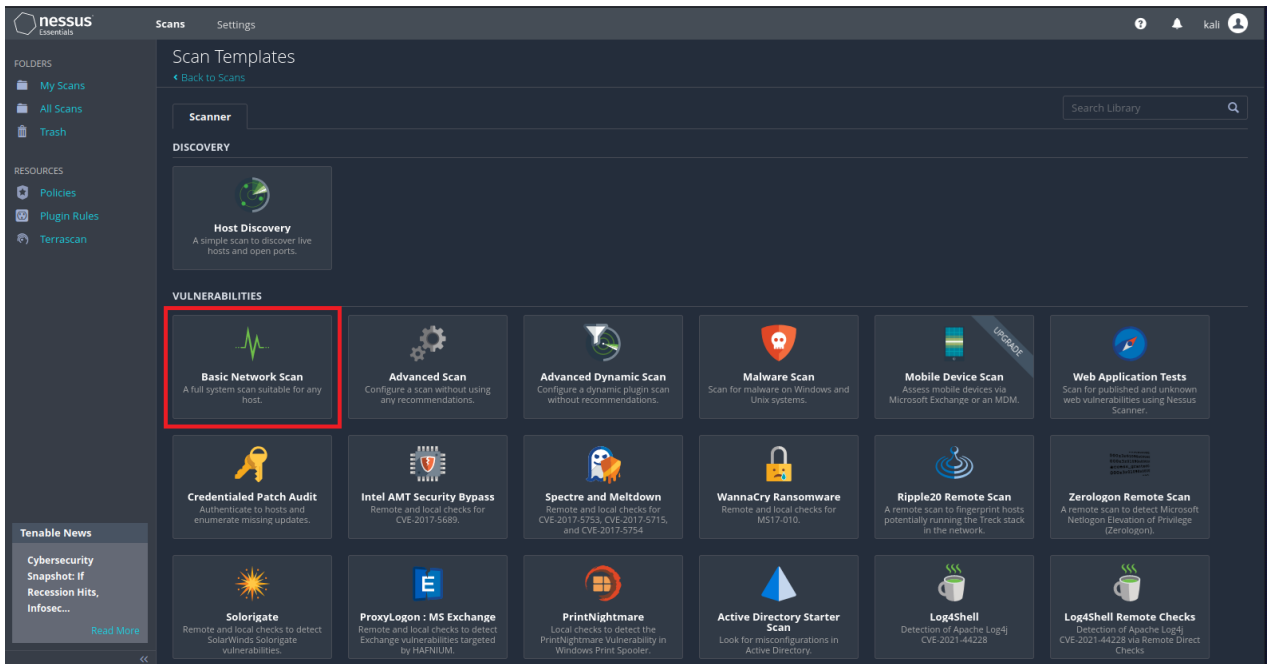 nessus
Essentials
Scans
Settings
kali
FOLDERS
My Scans
All Scans
Trash
RESOURCES
Policies
Plugin Rules
Terrascan
Tenable News
Cybersecurity
Snapshot: If
Recession Hits,
Infosec...
Read More
Scan Templates
Back to Scans
Scanner
Search Library
DISCOVERY
Host Discovery
A simple scan to discover live
hosts and open ports.
VULNERABILITIES
Basic Network Scan
A full system scan suitable for any
host.
Advanced Scan
Configure a scan without using
any recommendations.
Advanced Dynamic Scan
Configure a dynamic plugin scan
without recommendations.
Malware Scan
Scan for malware on Windows and
Unix systems.
UPGRADE
Mobile Device Scan
Assess mobile devices via
Microsoft Exchange or an MDM.
Web Application Tests
Scan for published and unknown
web vulnerabilities using Nessus
Scanner.
Credentialed Patch Audit
Authenticate to hosts and
enumerate missing updates.
Intel AMT Security Bypass
Remote and local checks for
CVE-2017-5689.
Spectre and Meltdown
Remote and local checks for
CVE-2017-5753, CVE-2017-5715,
and CVE-2017-5754
WannaCry Ransomware
Remote and local checks for
MS17-010.
Ripple20 Remote Scan
A remote scan to fingerprint hosts
potentially running the Treck stack
in the network.
Zerologon Remote Scan
A remote scan to detect Microsoft
Netlogon Elevation of Privilege
(Zerologon).
Solorigate
Remote and local checks to detect
SolarWinds Solorigate
vulnerabilities.
ProxyLogon : MS Exchange
Remote and local checks to detect
Exchange vulnerabilities targeted
by HAFNIUM.
PrintNightmare
Local checks to detect the
PrintNightmare Vulnerability in
Windows Print Spooler.
Active Directory Starter
Scan
Look for misconfigurations in
Active Directory.
Log4Shell
Detection of Apache Log4j
CVE-2021-44228
Log4Shell Remote Checks
Detection of Apache Log4j
CVE-2021-44228 via Remote Direct
Checks